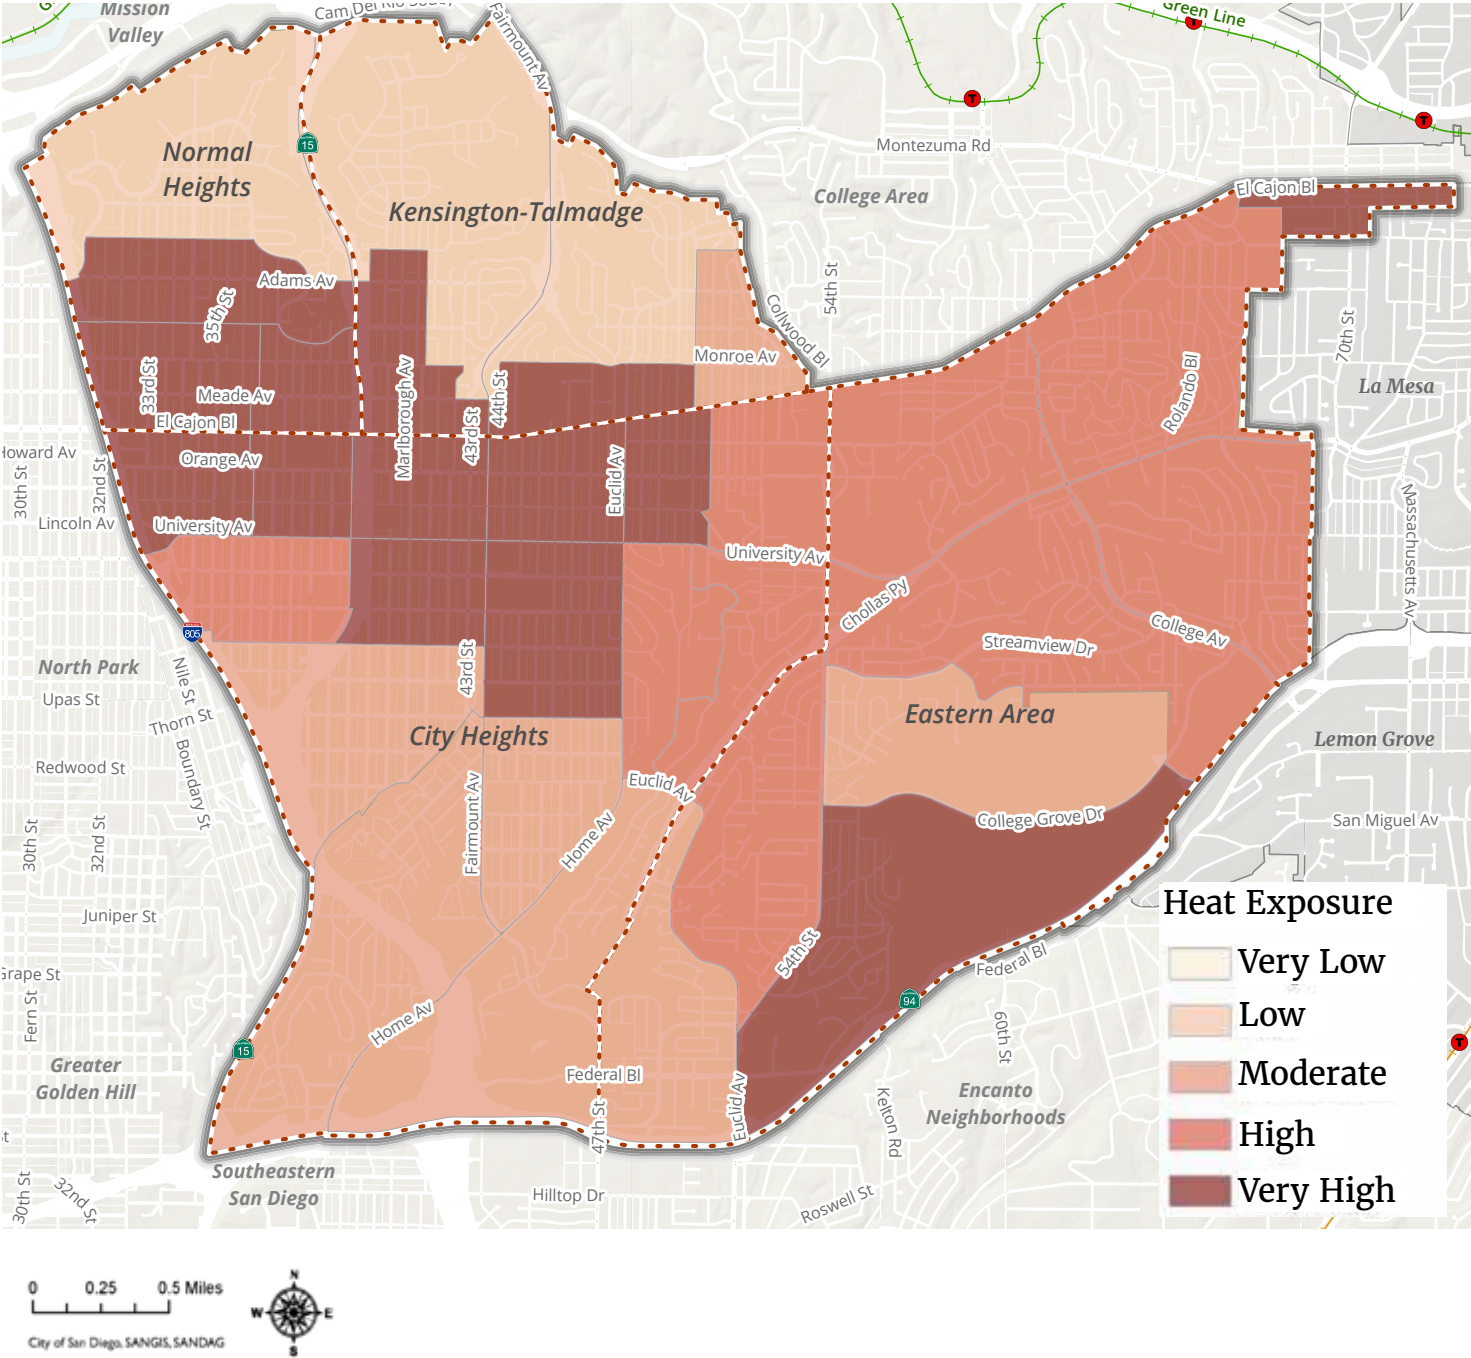 Mission
Valley
Fairmount Av
Green Line
T
T
T
Montezuma Rd
15
Normal
Heights
Kensington-Talmadge
College Area
El Cajon Bl
Adams Av
35th St
54th St
Collwood Bl
70th St
33rd St
Meade Av
El Cajon Bl
Marlborough Av
43rd St
44th St
Monroe Av
Rolando Bl
La Mesa
Howard Av
Orange Av
30th St
32nd St
Euclid Av
Lincoln Av
University Av
University Av
Massachusetts Av
Chollas Py
College Av
Streamview Dr
805
North Park
Nile St
43rd St
Upas St
Thorn St
City Heights
Eastern Area
Lemon Grove
Redwood St
Boundary St
Euclid Av
Fairmount Av
Home Av
College Grove Dr
San Miguel Av
30th St
32nd St
Juniper St
54th St
Federal Bl
Grape St
Fern St
94
Home Av
15
60th St
Greater
Golden Hill
Federal Bl
47th St
Euclid Av
Kelton Rd
Encanto
Neighborhoods
T
Southeastern
San Diego
30th St
32nd St
Hilltop Dr
Roswell St
Heat Exposure
Very Low
Low
Moderate
High
Very High
0 0.25 0.5 Miles
City of San Diego, SANGIS, SANDAG
N
W E
S